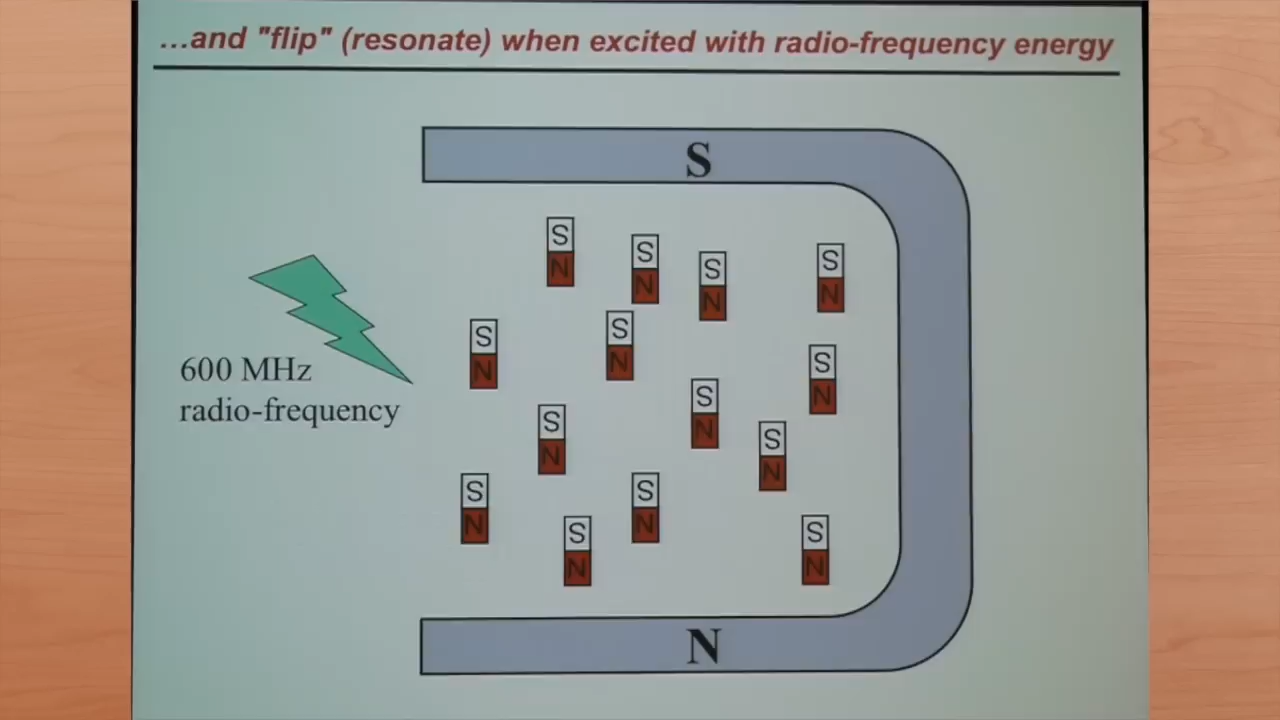 ...and "flip" (resonate) when excited with radio-frequency energy
S
S
N
S
N
S
N
S
N
S
N
S
N
S
N
S
N
S
N
S
N
S
N
S
N
S
N
S
N
600 MHz
radio-frequency
N